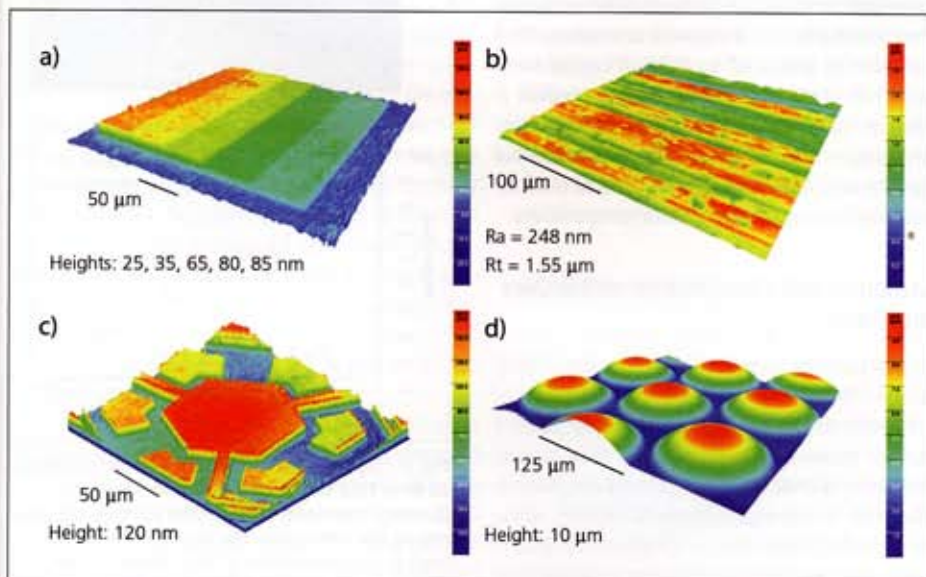 a)
50 µm
Heights: 25, 35, 65, 80, 85 nm
b)
100 µm
Ra = 248 nm
Rt = 1.55 µm
c)
50 µm
Height: 120 nm
d)
125 µm
Height: 10 µm